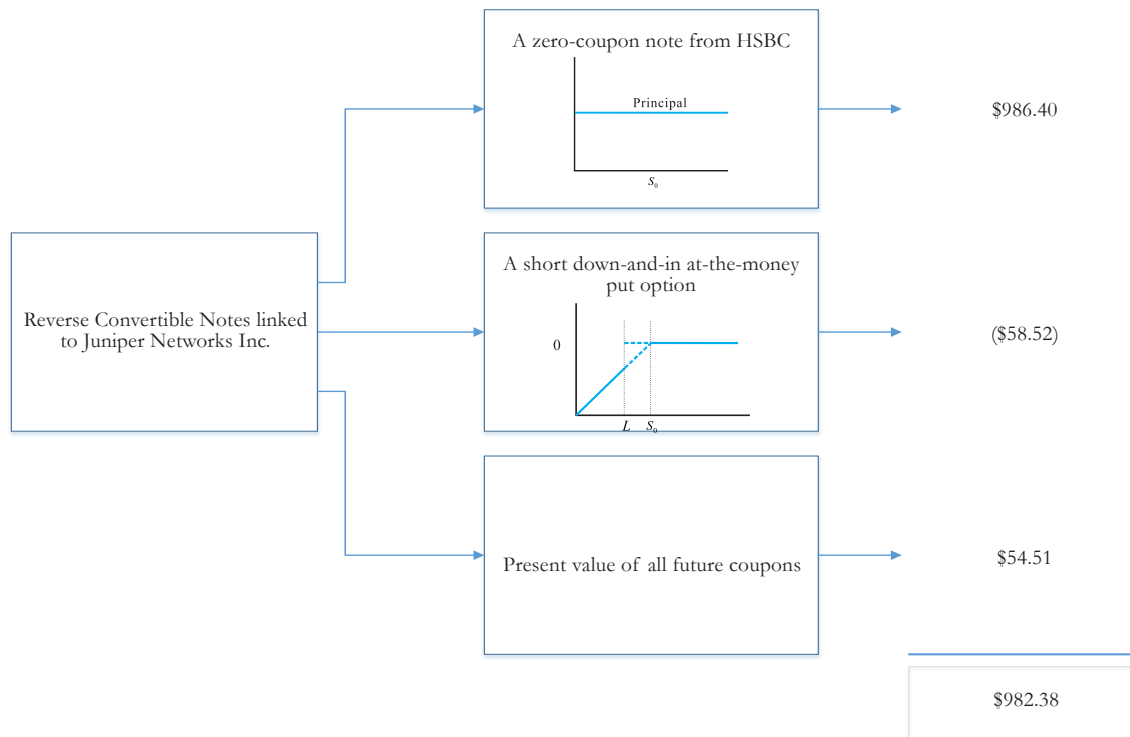 A zero-coupon note from HSBC
Principal
S₀
$986.40
Reverse Convertible Notes linked
to Juniper Networks Inc.
A short down-and-in at-the-money
put option
0
L S₀
($58.52)
Present value of all future coupons
$54.51
$982.38